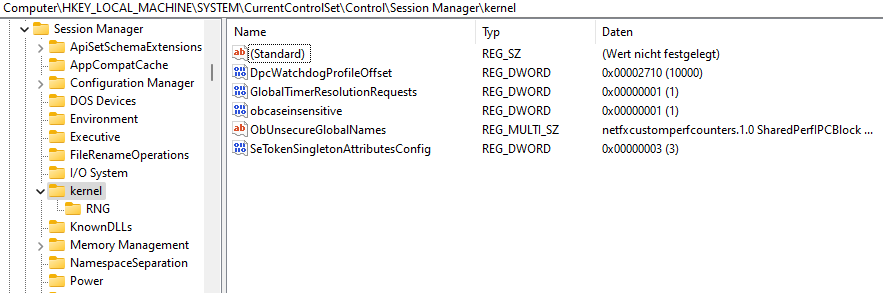 Computer\HKEY_LOCAL_MACHINE\SYSTEM\CurrentControlSet\Control\Session Manager\kernel
Session Manager
ApiSetSchemaExtensions
AppCompatCache
Configuration Manager
DOS Devices
Environment
Executive
FileRenameOperations
I/O System
kernel
RNG
KnownDLLs
Memory Management
NamespaceSeparation
Power
Name Typ Daten
(Standard) REG_SZ (Wert nicht festgelegt)
DpcWatchdogProfileOffset REG_DWORD 0x00002710 (10000)
GlobalTimerResolutionRequests REG_DWORD 0x00000001 (1)
obcaseinsensitive REG_DWORD 0x00000001 (1)
ObUnsecureGlobalNames REG_MULTI_SZ netfxcustomperfcounters.1.0 SharedPerfIPCBlock ...
SeTokenSingletonAttributesConfig REG_DWORD 0x00000003 (3)